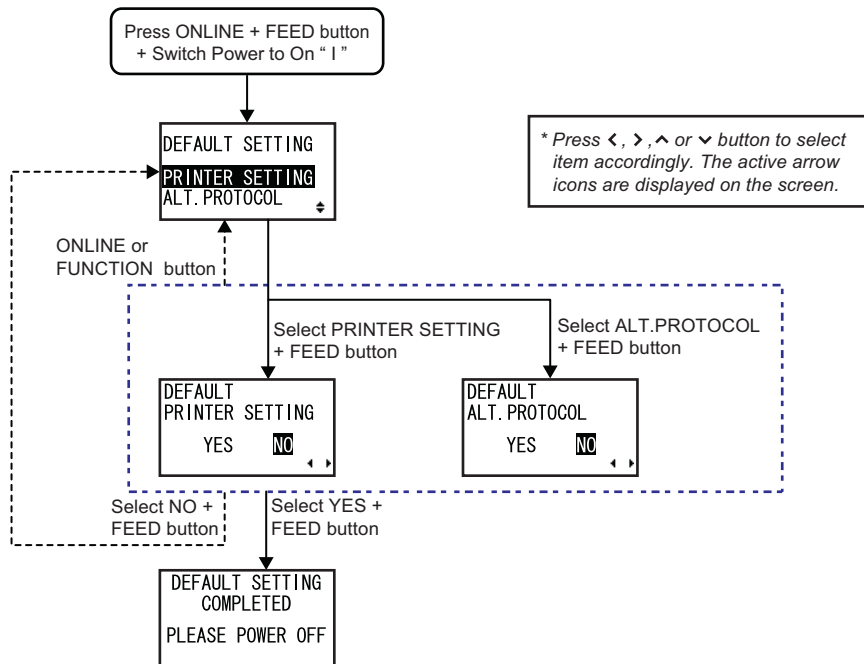 Press ONLINE + FEED button
+ Switch Power to On “ I ”
DEFAULT SETTING
PRINTER SETTING
ALT. PROTOCOL
* Press < , > , ^ or v button to select
item accordingly. The active arrow
icons are displayed on the screen.
ONLINE or
FUNCTION button
Select PRINTER SETTING
+ FEED button
Select ALT.PROTOCOL
+ FEED button
DEFAULT
PRINTER SETTING
YES NO
DEFAULT
ALT. PROTOCOL
YES NO
Select NO +
FEED button
Select YES +
FEED button
DEFAULT SETTING
COMPLETED
PLEASE POWER OFF